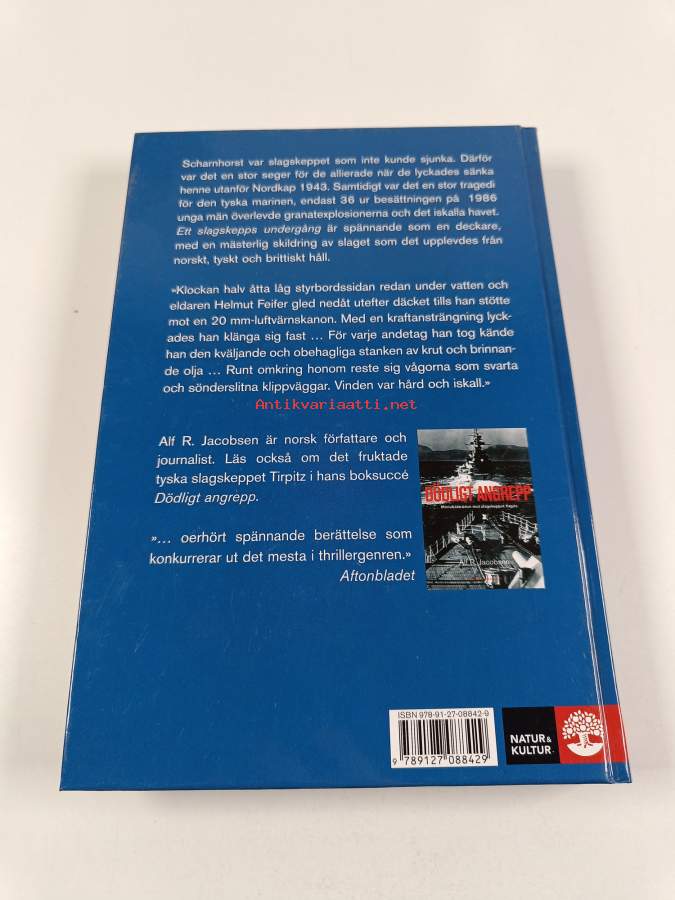 Scharnhorst var slagskeppet som inte kunde sjunka. Därför
var det en stor seger för de allierade när de lyckades sänka
henne utanför Nordkap 1943. Samtidigt var det en stor tragedi
för den tyska marinen, endast 36 ur besättningen på 1986
unga män överlevde granatexplosionerna och det iskalla havet.
Ett slagskepps undergång är spännande som en deckare,
med en mästerlig skildring av slaget som det upplevdes från
norskt, tyskt och brittiskt håll.
»Klockan halv åtta låg styrbordssidan redan under vatten och
eldaren Helmut Feifer gled nedåt utefter däcket tills han stötte
mot en 20 mm-luftvärnskanon. Med en kraftansträngning lyck-
ades han klänga sig fast ... För varje andetag han tog kände
han den kväljande och obehagliga stanken av krut och brinnan-
de olja ... Runt omkring honom reste sig vågorna som svarta
och sönderslitna klippväggar. Vinden var hård och iskall.»
Antikvariaatti.net
Alf R. Jacobsen är norsk författare och
journalist. Läs också om det fruktade
tyska slagskeppet Tirpitz i hans boksuccé
Dödligt angrepp.
»... oerhört spännande berättelse som
konkurrerar ut det mesta i thrillergenren.»
Aftonbladet
DÖDLIGT ANGREPP
Alf R. Jacobsen
ISBN 978-91-27-08842-9
9 789127 088429
NATUR &
KULTUR